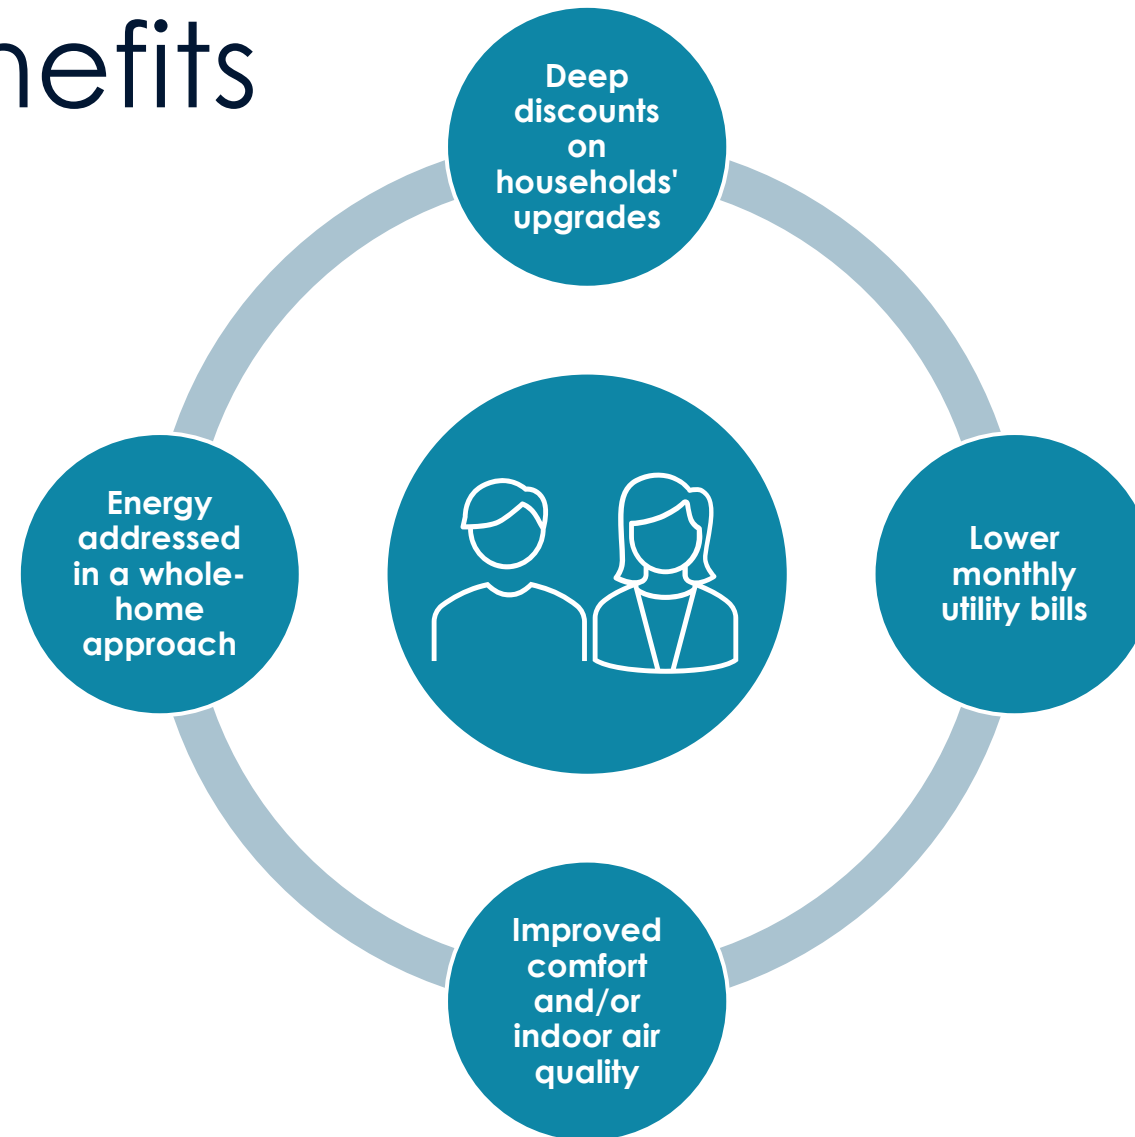 nefits
Deep
discounts
on
households'
upgrades
Energy
addressed
in a whole-
home
approach
Lower
monthly
utility bills
Improved
comfort
and/or
indoor air
quality